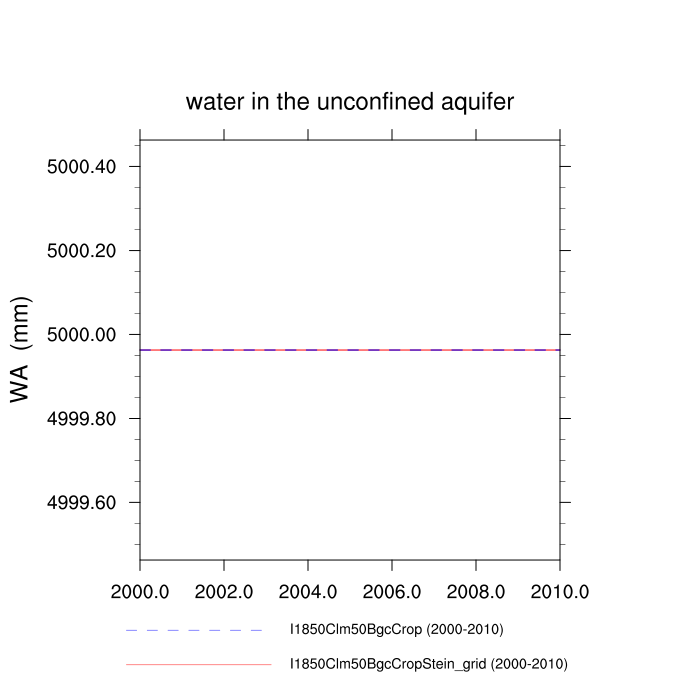 water in the unconfined aquifer
WA (mm)
5000.40
5000.20
5000.00
4999.80
4999.60
2000.0 2002.0 2004.0 2006.0 2008.0 2010.0
I1850Clm50BgcCrop (2000-2010)
I1850Clm50BgcCropStein_grid (2000-2010)